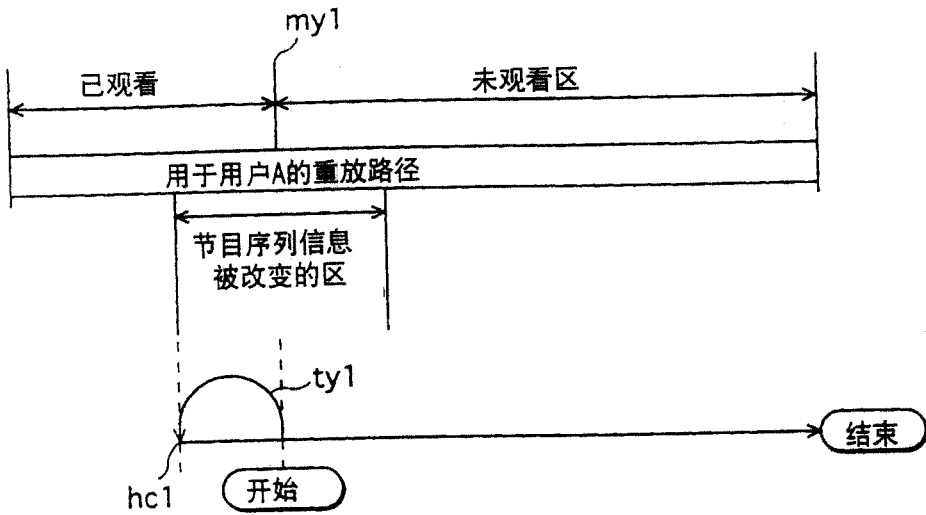 my1
已观看
未观看区
用于用户A的重放路径
节目序列信息
被改变的区
ty1
结束
hc1
开始